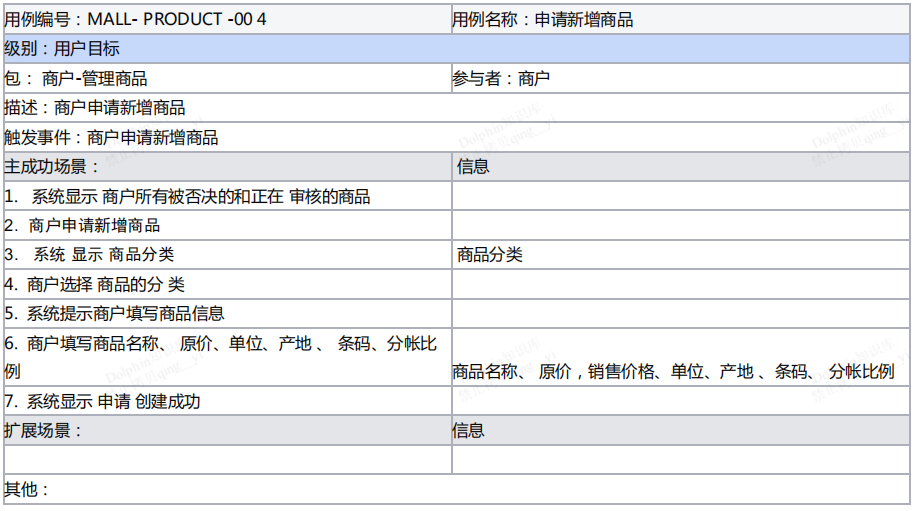 用例编号：MALL- PRODUCT -00 4 用例名称：申请新增商品
级别：用户目标
包： 商户-管理商品 参与者：商户
描述：商户申请新增商品
触发事件：商户申请新增商品
主成功场景： 信息
1. 系统显示 商户所有被否决的和正在 审核的商品
2. 商户申请新增商品
3. 系统 显示 商品分类 商品分类
4. 商户选择 商品的分 类
5. 系统提示商户填写商品信息
6. 商户填写商品名称、 原价、单位、产地 、 条码、分帐比
例 商品名称、 原价，销售价格、单位、产地 、条码、 分帐比例
7. 系统显示 申请 创建成功
扩展场景： 信息
其他：